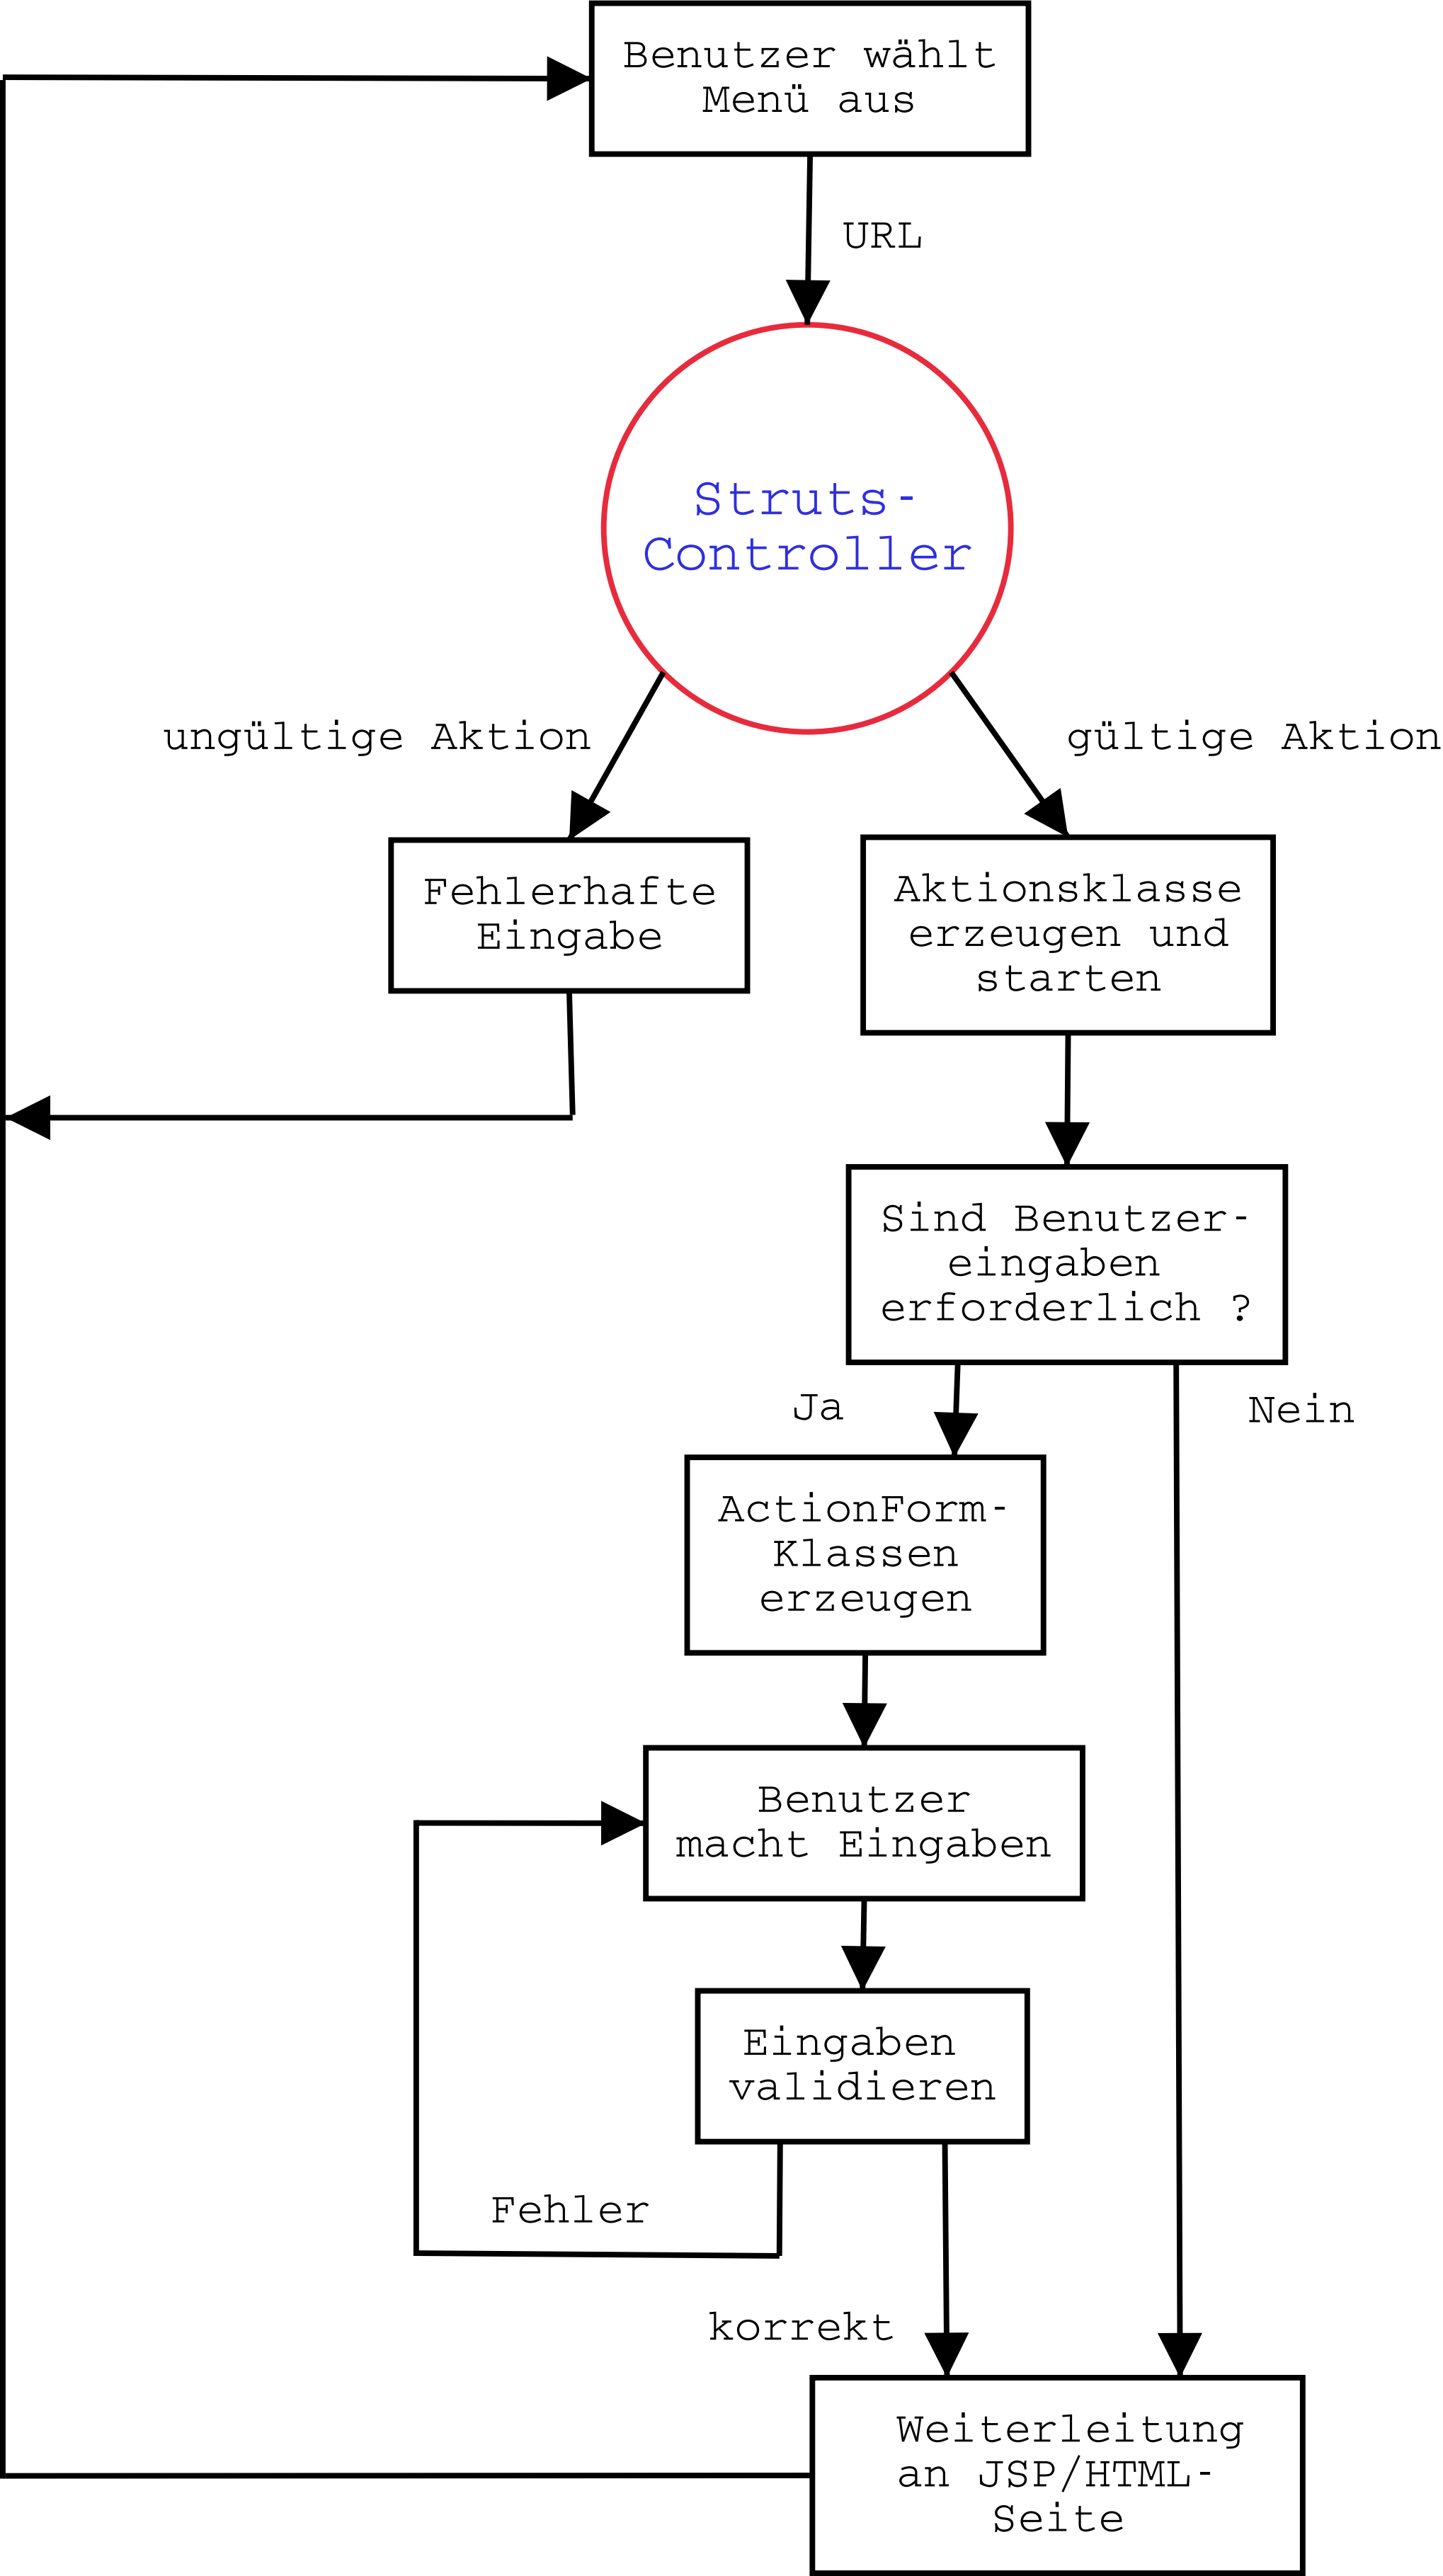 Benutzer wählt
Menü aus
URL
Struts-
Controller
ungültige Aktion
gültige Aktion
Fehlerhafte
Eingabe
Aktionsklasse
erzeugen und
starten
Sind Benutzer-
eingaben
erforderlich ?
Ja
Nein
ActionForm-
Klassen
erzeugen
Benutzer
macht Eingaben
Eingaben
validieren
Fehler
korrekt
Weiterleitung
an JSP/HTML-
Seite